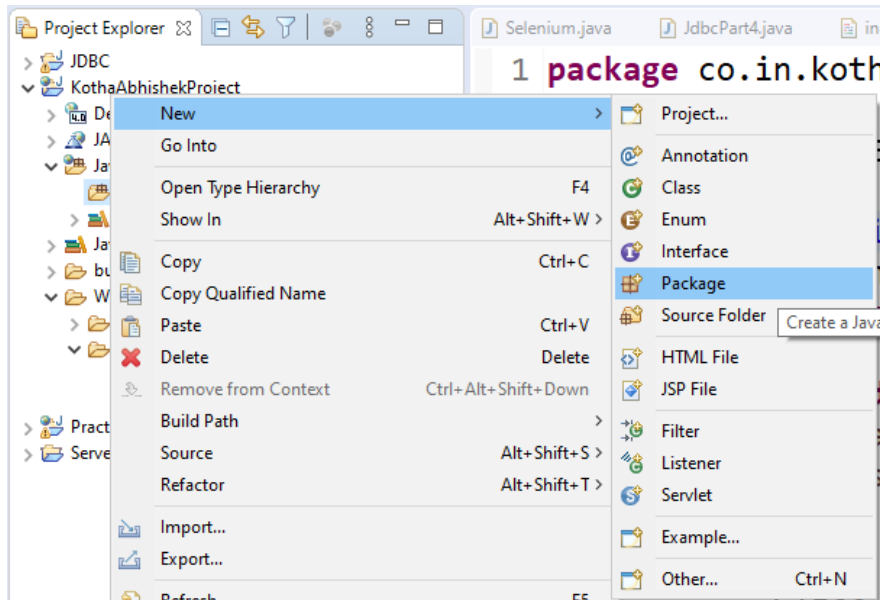 Project Explorer
Selenium.java
JdbcPart4.java
in
1 package co.in.koth
JDBC
KothaAbhishekProject
De
JA
Ja
Ja
bu
W
Pract
Serve
New
Go Into
Open Type Hierarchy F4
Show In Alt+Shift+W >
Copy Ctrl+C
Copy Qualified Name
Paste Ctrl+V
Delete Delete
Remove from Context Ctrl+Alt+Shift+Down
Build Path
Source Alt+Shift+S >
Refactor Alt+Shift+T >
Import...
Export...
Refresh F5
Project...
Annotation
Class
Enum
Interface
Package
Source Folder
Create a Java
HTML File
JSP File
Filter
Listener
Servlet
Example...
Other... Ctrl+N